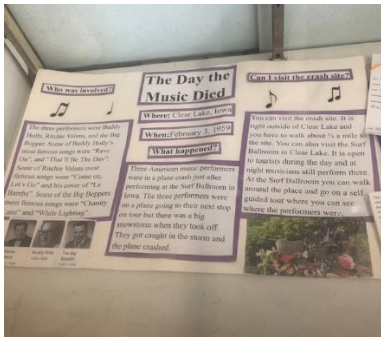 Who was involved?
The three performers were Buddy
Holly, Ritchie Valens, and the Big
Bopper. Some of Buddy Holly's
most famous songs were "Rave
On", and "That'll Be The Day".
Some of Ritchie Valens most
famous songs were "Come on,
Let's Go" and his cover of "La
Bamba". Some of the Big Boppers
most famous songs were "Chantily
Lane" and "White Lighting".
Buddy Holly
The Big
Bopper
The Day the
Music Died
Where: Clear Lake, Iowa
When: February 3, 1959
What happened?
Three American music performers
were in a plane crash just after
performing at the Surf Ballroom in
Iowa. The three performers were
on a plane going to their next stop
on tour but there was a big
snowstorm when they took off.
They got caught in the storm and
the plane crashed.
Can I visit the crash site?
You can visit the crash site. It is
right outside of Clear Lake and
you have to walk about ¾ a mile to
the site. You can also visit the Surf
Ballroom in Clear Lake. It is open
to tourists during the day and at
night musicians still perform there.
At the Surf Ballroom you can walk
around the place and go on a self
guided tour where you can see
where the performers were.